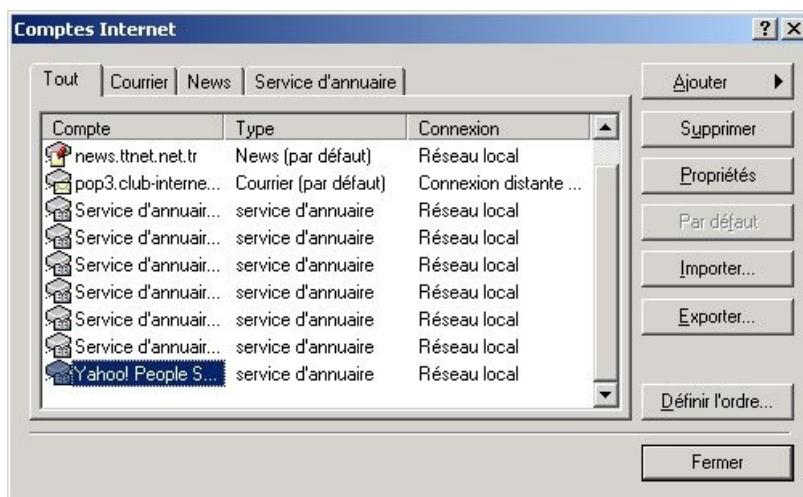 Comptes Internet
Tout Courrier News Service d'annuaire
Ajouter
Compte Type Connexion
Supprimer
news.ttnet.net.tr News (par défaut) Réseau local
pop3.club-interne... Courrier (par défaut) Connexion distante ...
Propriétés
Service d'annuair... service d'annuaire Réseau local
Par défaut
Service d'annuair... service d'annuaire Réseau local
Service d'annuair... service d'annuaire Réseau local
Importer...
Service d'annuair... service d'annuaire Réseau local
Service d'annuair... service d'annuaire Réseau local
Exporter...
Service d'annuair... service d'annuaire Réseau local
Yahoo! People S... service d'annuaire Réseau local
Définir l'ordre...
Fermer